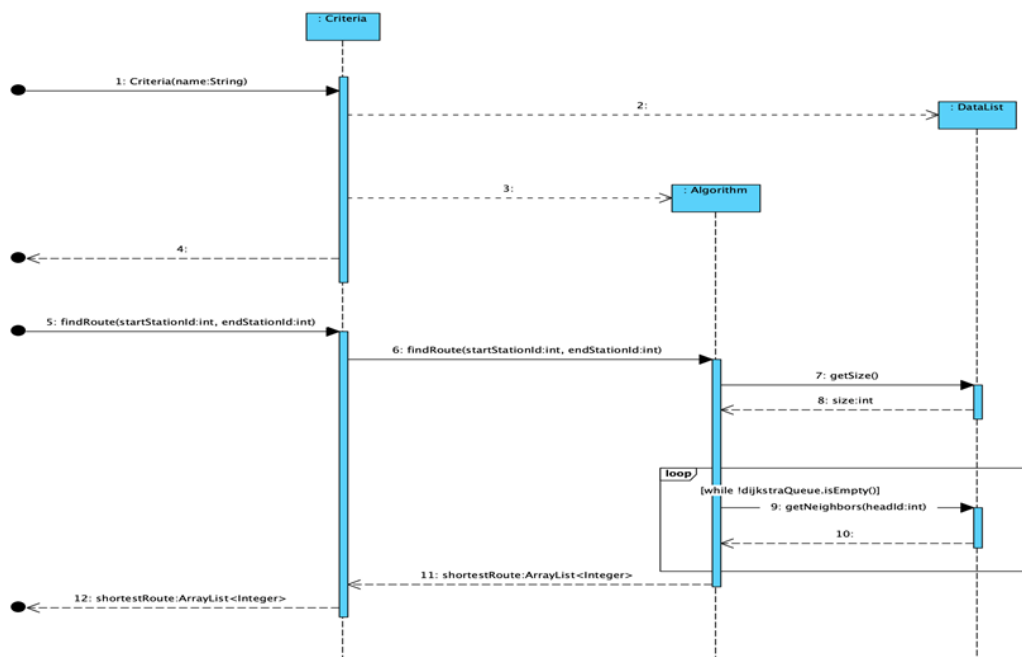 : Criteria
1: Criteria(name:String)
2:
: DataList
3:
: Algorithm
4:
5: findRoute(startStationId:int, endStationId:int)
6: findRoute(startStationId:int, endStationId:int)
7: getSize()
8: size:int
loop
[while !dijkstraQueue.isEmpty()]
9: getNeighbors(headId:int)
10:
11: shortestRoute:ArrayList<Integer>
12: shortestRoute:ArrayList<Integer>